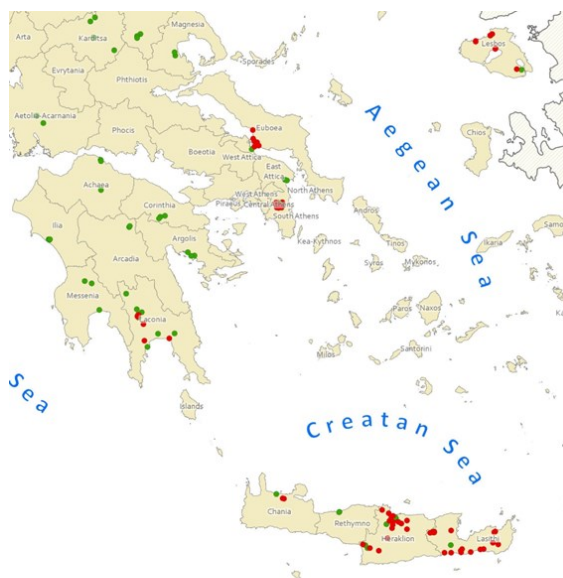 Arta
Karditsa
Magnesia
Lesbos
Sporades
Evrytania
Phthiotis
Aegean Sea
Aetolia-Acarnania
Phocis
Euboea
Chios
Boeotia
West Attica
East
Attica
Achaea
West Athens
North Athens
Piraeus
Central Athens
Corinthia
South Athens
Andros
Samo
Ilia
Argolis
Kea-Kythnos
Tinos
Ikaria
Arcadia
Syros
Mykonos
Ka
Messenia
Paros
Naxos
Laconia
Milos
Santorini
Sea
Islands
Creatan Sea
Chania
Rethymno
Heraklion
Lasithi